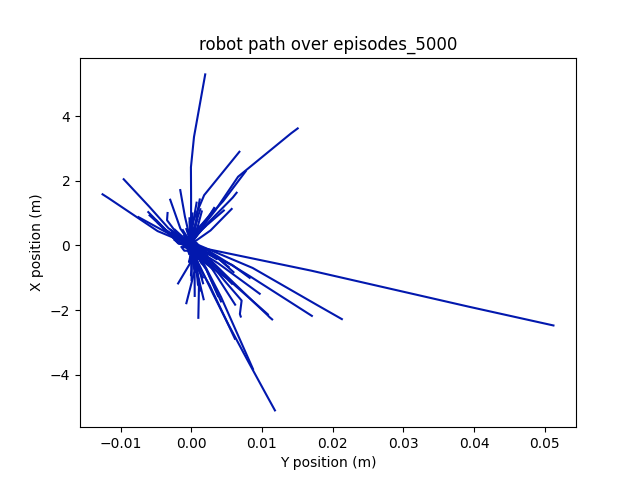 robot path over episodes_5000
X position (m)
4
2
0
−2
−4
−0.01 0.00 0.01 0.02 0.03 0.04 0.05
Y position (m)